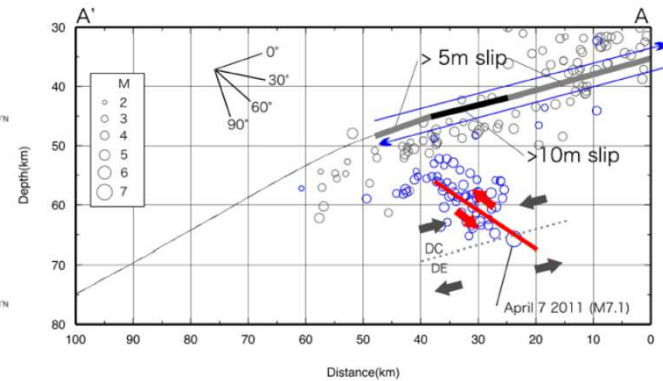 A'
A
30
40
50
60
70
80
Depth(km)
M
2
3
4
5
6
7
0°
30°
60°
90°
> 5m slip
>10m slip
DC
DE
April 7 2011 (M7.1)
100
90
80
70
60
50
40
30
20
10
0
Distance(km)